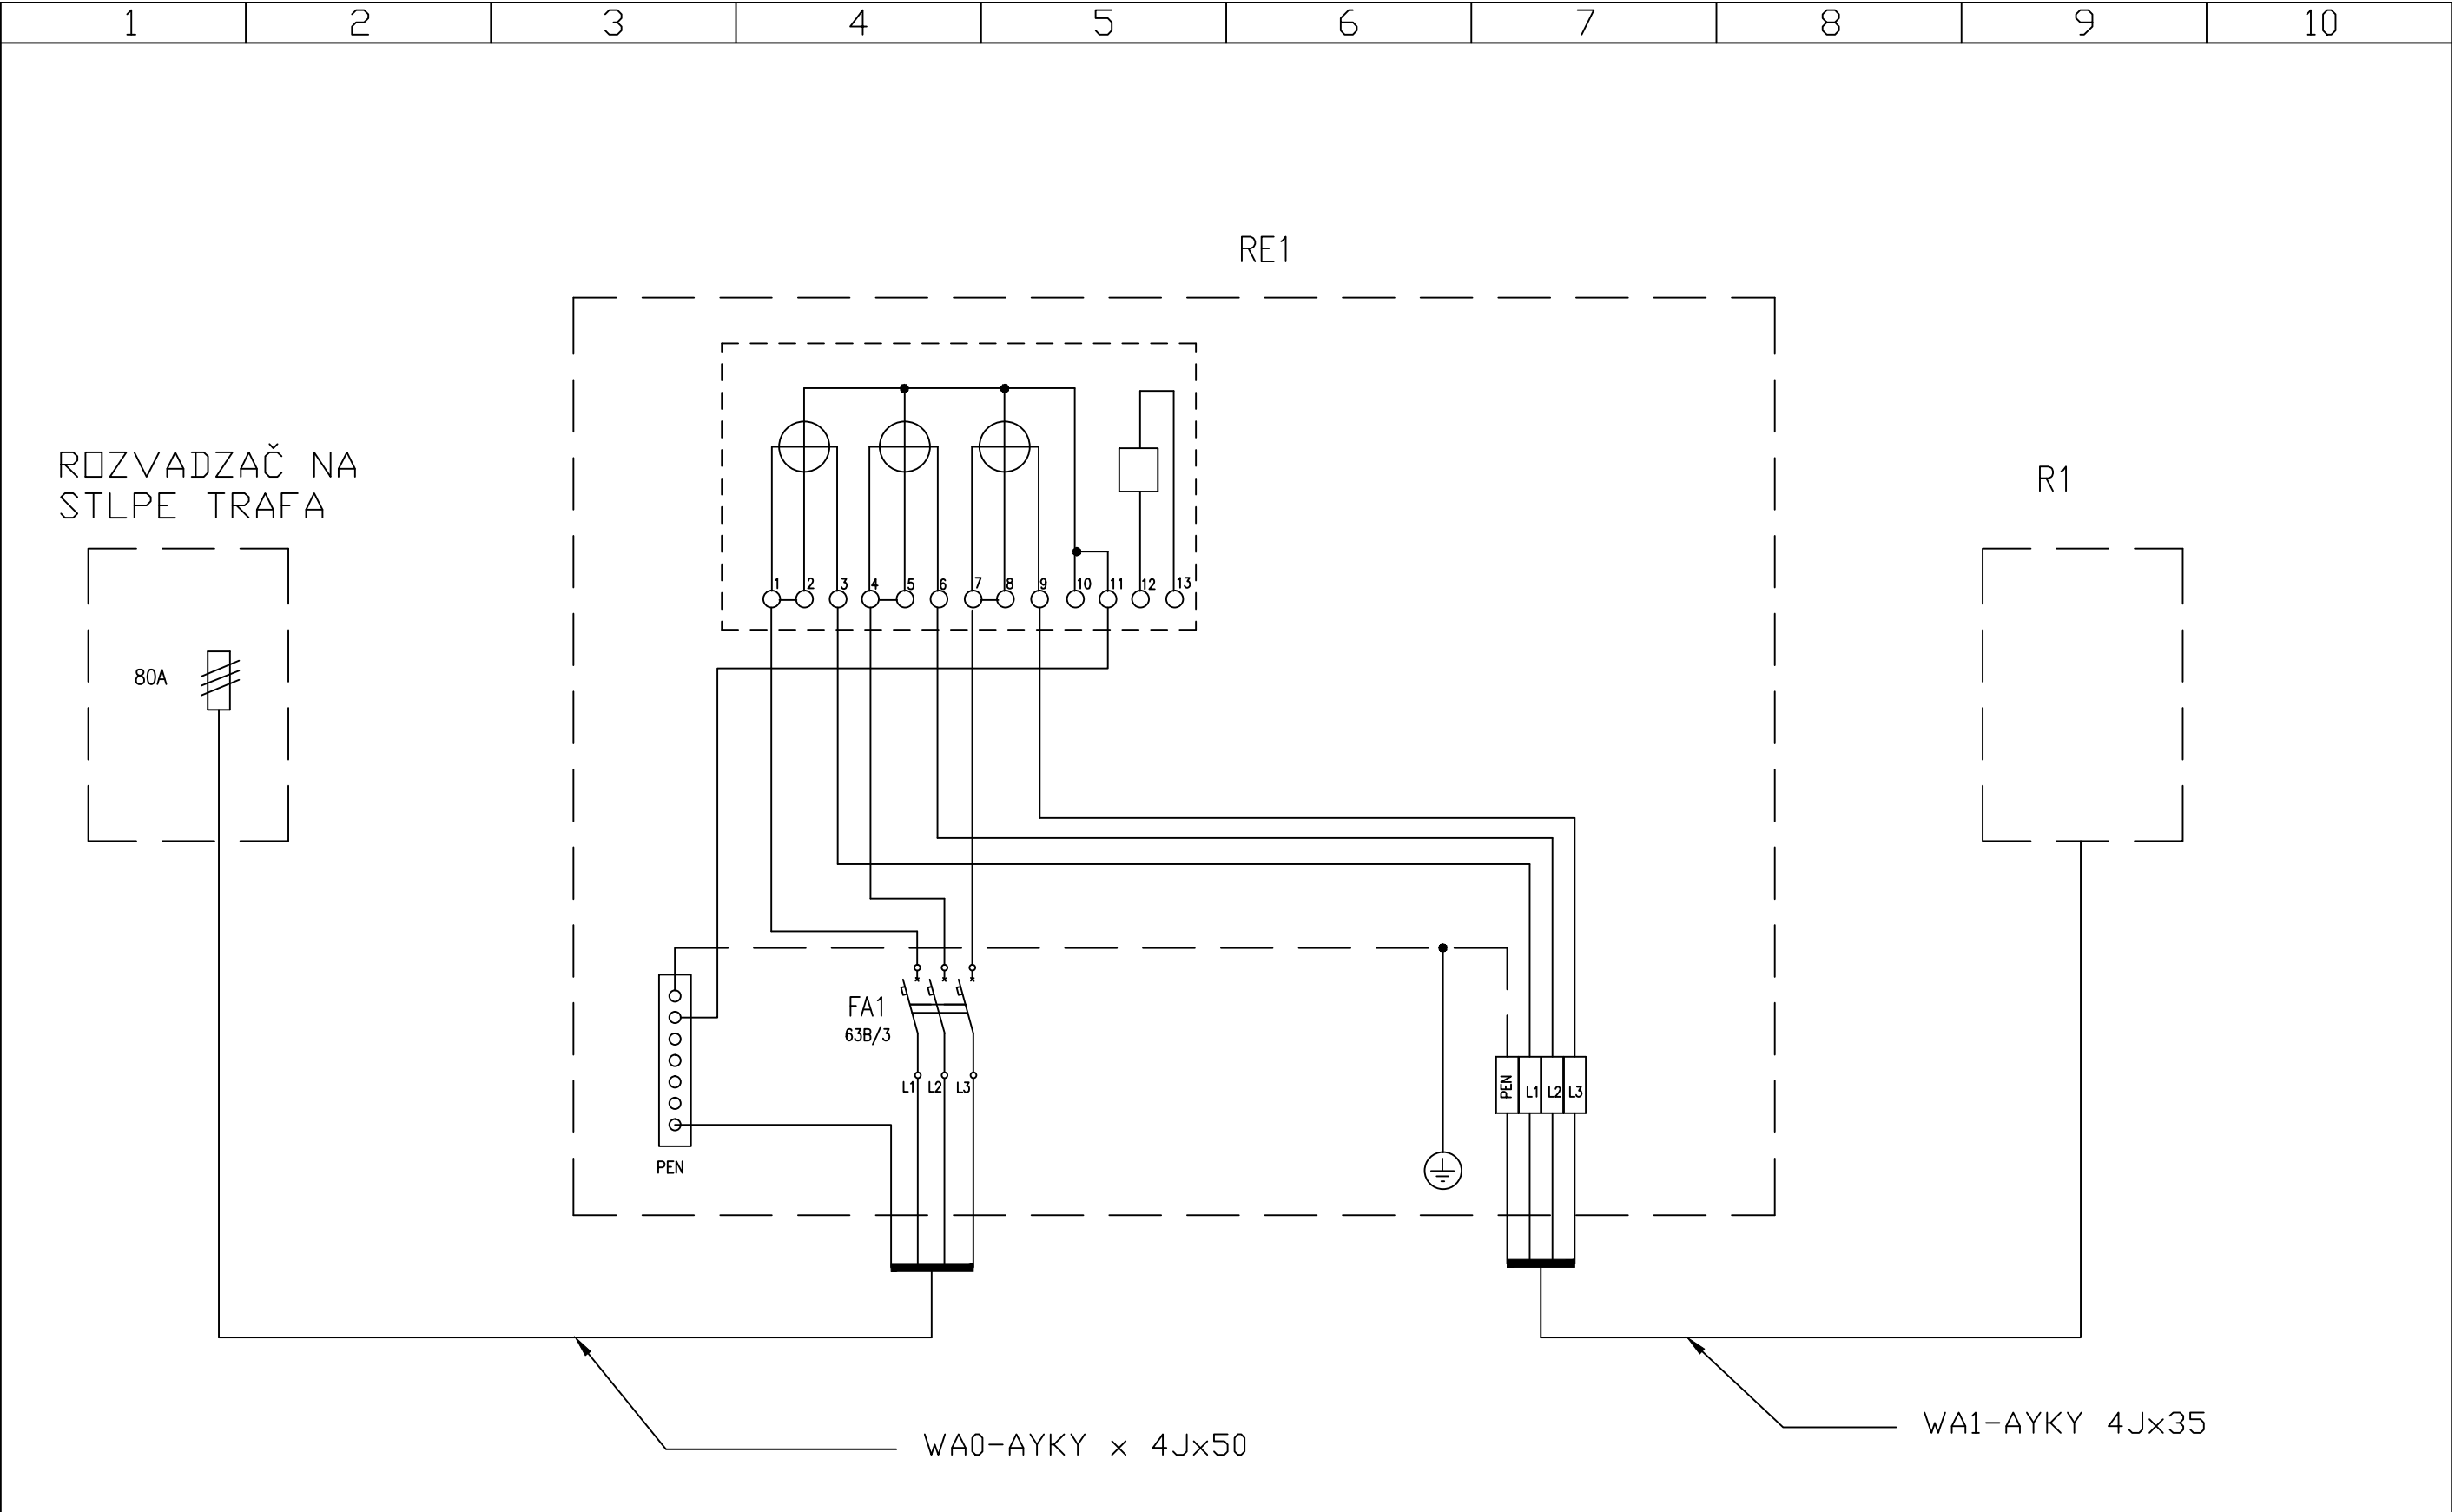 1 2 3 4 5 6 7 8 9 10
RE1
ROZVADZAČ NA
STLPE TRAFA
R1
1 2 3 4 5 6 7 8 9 10 11 12 13
80A
FA1
63B/3
L1 L2 L3
PEN L1 L2 L3
PEN
WA0-AYKY x 4Jx50
WA1-AYKY 4Jx35